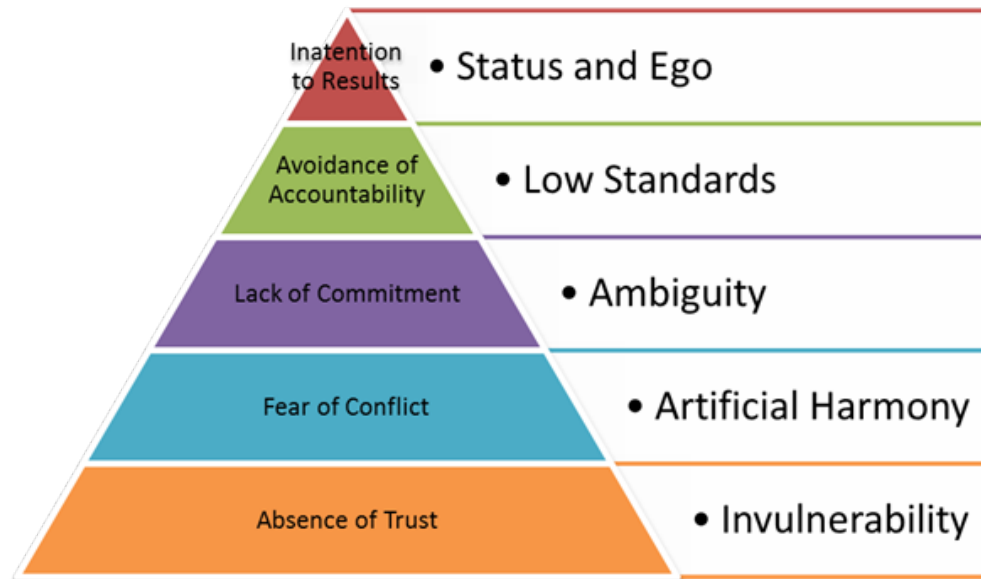 Inatention
to Results
• Status and Ego
Avoidance of
Accountability
• Low Standards
Lack of Commitment
• Ambiguity
Fear of Conflict
• Artificial Harmony
Absence of Trust
• Invulnerability